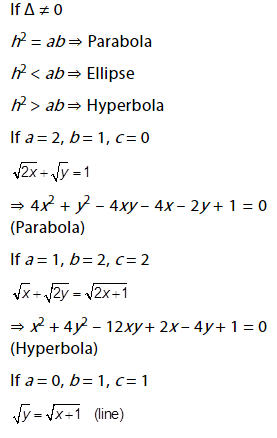 If Δ ≠ 0
h² = ab ⇒ Parabola
h² < ab ⇒ Ellipse
h² > ab ⇒ Hyperbola
If a = 2, b = 1, c = 0
√2x + √y = 1
⇒ 4x² + y² − 4xy − 4x − 2y + 1 = 0
(Parabola)
If a = 1, b = 2, c = 2
√x + √2y = √2x+1
⇒ x² + 4y² − 12xy + 2x − 4y + 1 = 0
(Hyperbola)
If a = 0, b = 1, c = 1
√y = √x+1 (line)